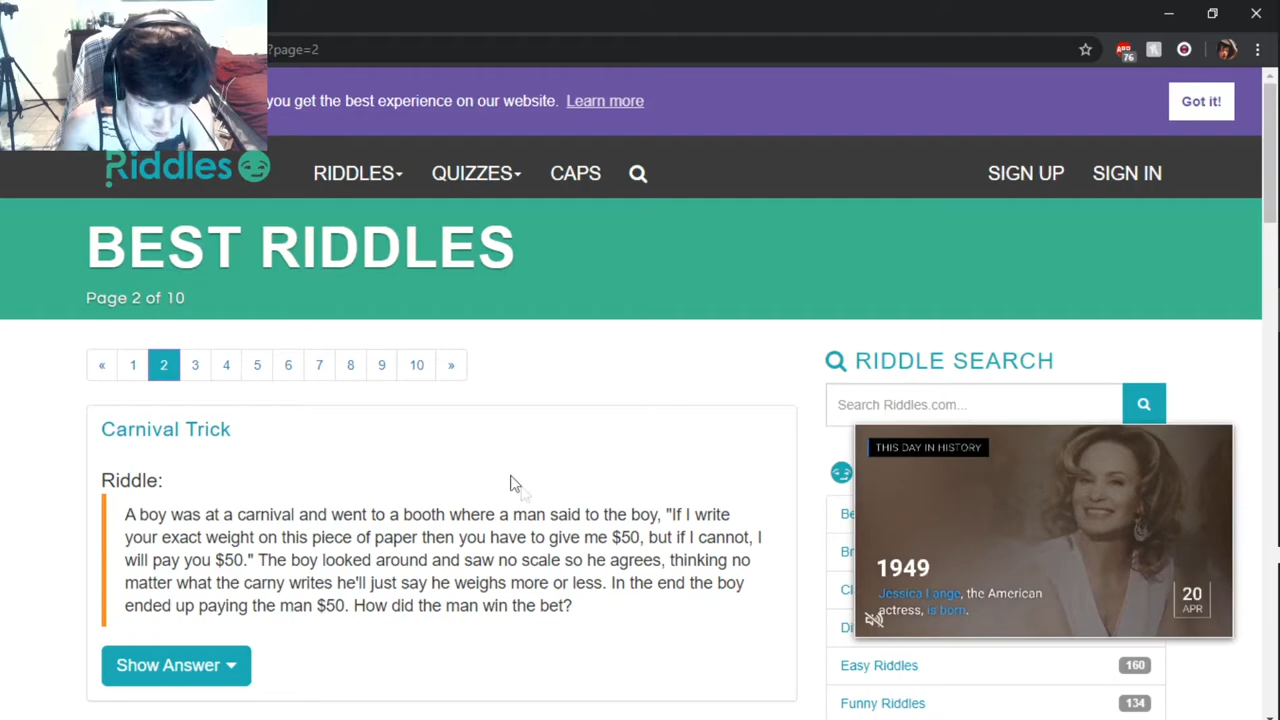 ?page=2
ABO
76
you get the best experience on our website. Learn more
Got it!
Riddles
RIDDLES
QUIZZES
CAPS
SIGN UP
SIGN IN
BEST RIDDLES
Page 2 of 10
« 1 2 3 4 5 6 7 8 9 10 »
RIDDLE SEARCH
Search Riddles.com...
Carnival Trick
Riddle:
A boy was at a carnival and went to a booth where a man said to the boy, "If I write
your exact weight on this piece of paper then you have to give me $50, but if I cannot, I
will pay you $50." The boy looked around and saw no scale so he agrees, thinking no
matter what the carny writes he'll just say he weighs more or less. In the end the boy
ended up paying the man $50. How did the man win the bet?
Show Answer
THIS DAY IN HISTORY
1949
Jessica Lange, the American
actress, is born.
20
APR
Be
Br
Cl
Di
Easy Riddles
160
Funny Riddles
134